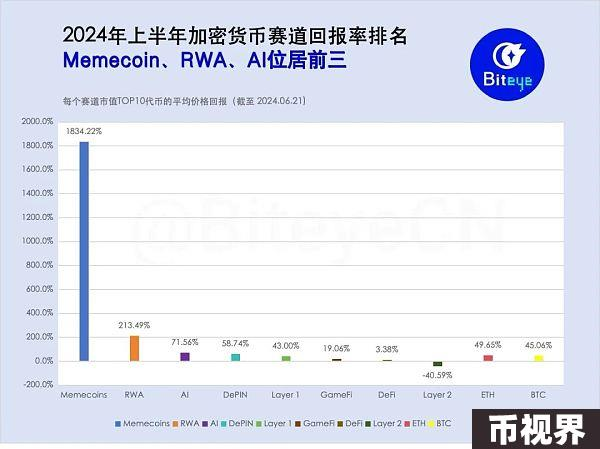 2024年上半年加密货币赛道回报率排名
Memecoin、RWA、AI位居前三
Biteye
每个赛道市值TOP10代币的平均价格回报（截至 2024.06.21）
2000.0%
1800.0%
1600.0%
1400.0%
1200.0%
1000.0%
800.0%
600.0%
400.0%
200.0%
0.0%
-200.0%
1834.22%
213.49%
71.56%
58.74%
43.00%
19.06%
3.38%
-40.59%
49.65%
45.06%
@BiteyeCN
Memecoins RWA AI DePIN Layer 1 GameFi DeFi Layer 2 ETH BTC
Memecoins RWA AI DePIN Layer 1 GameFi DeFi Layer 2 ETH BTC
币视界